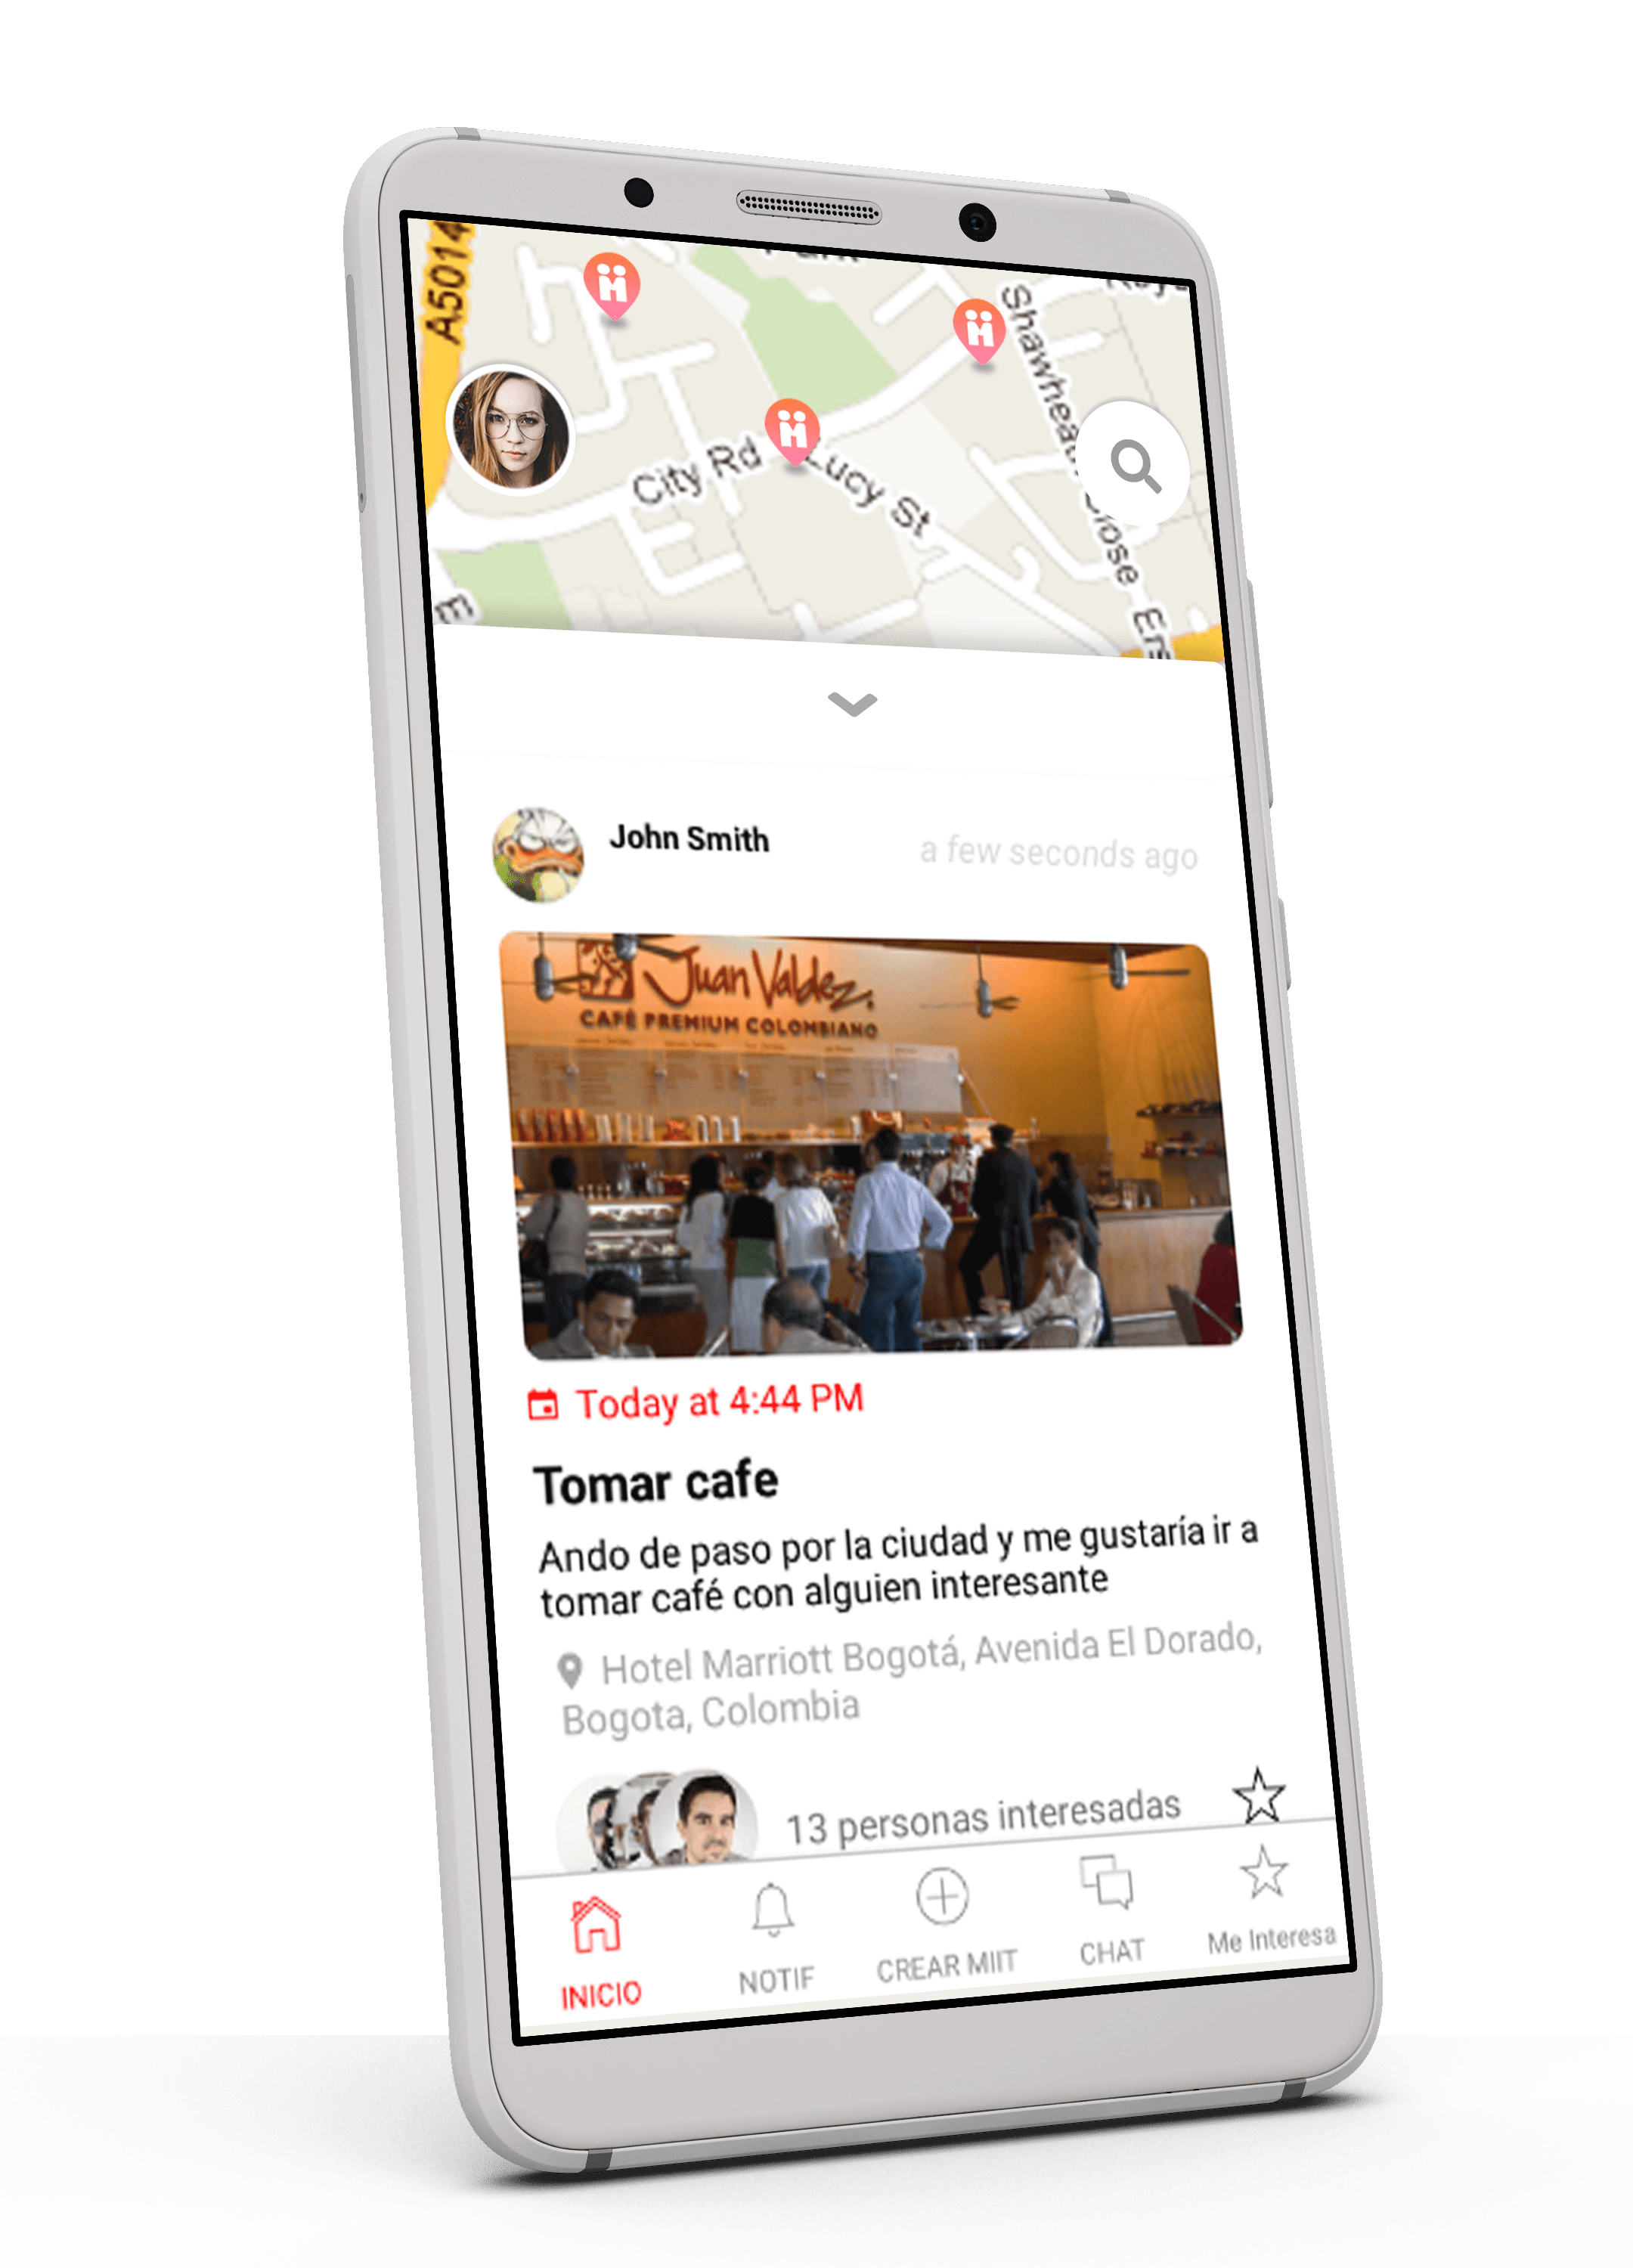 A5014
City Rd
Lucy St
John Smith
a few seconds ago
Juan Valdez
CAFÉ PREMIUM COLOMBIANO
Today at 4:44 PM
Tomar cafe
Ando de paso por la ciudad y me gustaría ir a
tomar café con alguien interesante
Hotel Marriott Bogotá, Avenida El Dorado,
Bogota, Colombia
13 personas interesadas
INICIO
NOTIF
CREAR MIIT
CHAT
Me Interesa